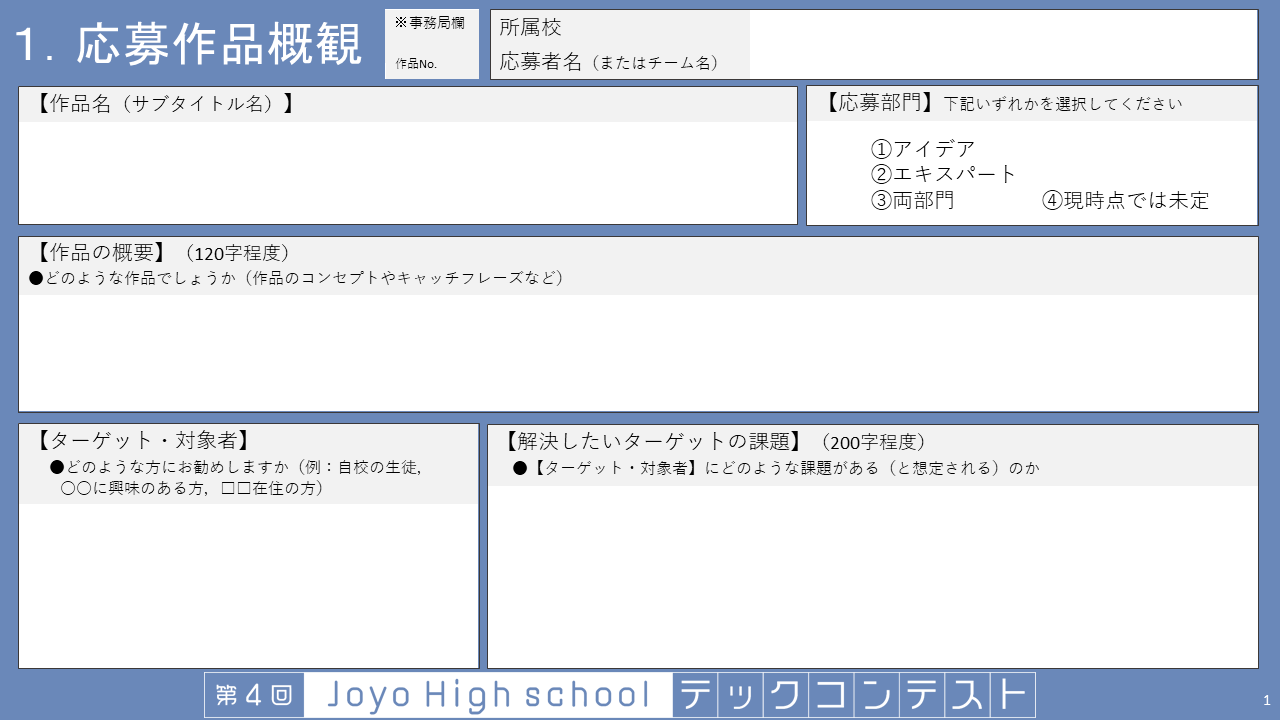 1. 応募作品概観
※事務局欄
作品No.
所属校
応募者名（またはチーム名）
【作品名（サブタイトル名）】
【応募部門】下記いずれかを選択してください
①アイデア
②エキスパート
③両部門 ④現時点では未定
【作品の概要】（120字程度）
●どのような作品でしょうか（作品のコンセプトやキャッチフレーズなど）
【ターゲット・対象者】
●どのような方にお勧めしますか（例：自校の生徒，
〇〇に興味のある方，□□在住の方）
【解決したいターゲットの課題】（200字程度）
●【ターゲット・対象者】にどのような課題がある（と想定される）のか
第4回 Joyo High school テックコンテスト
1